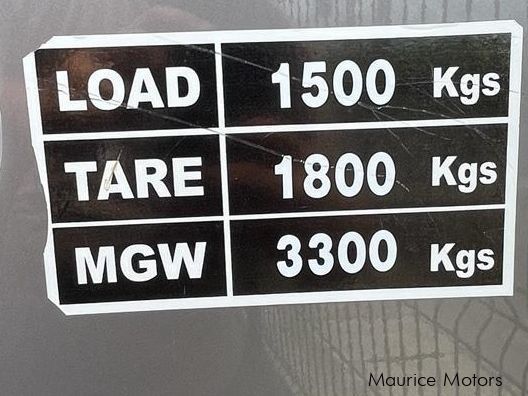 LOAD 1500 Kgs
TARE 1800 Kgs
MGW 3300 Kgs
Maurice Motors